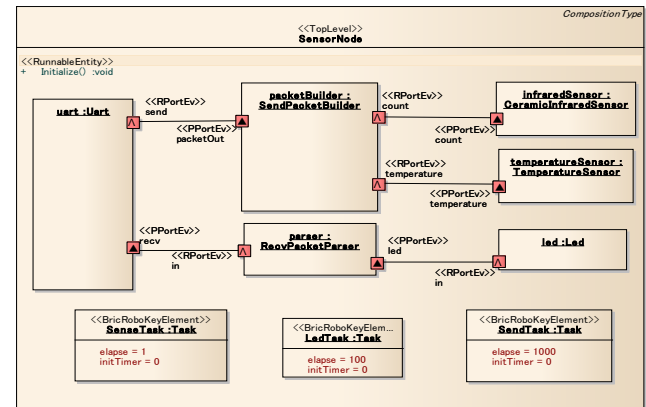 CompositionType
<<TopLevel>>
SensorNode
<<RunnableEntity>>
+ Initialize() :void
uart :Uart
<<RPortEv>>
send
<<PPortEv>>
packetOut
packetBuilder :
SendPacketBuilder
<<RPortEv>>
count
<<PPortEv>>
count
infraredSensor :
CeramicInfraredSensor
<<RPortEv>>
temperature
<<PPortEv>>
temperature
temperatureSensor :
TemperatureSensor
<<PPortEv>>
recv
<<RPortEv>>
in
parser :
RecvPacketParser
<<PPortEv>>
led
<<RPortEv>>
in
led :Led
<<BricRoboKeyElement>>
SenseTask :Task
elapse = 1
initTimer = 0
<<BricRoboKeyElem...
LedTask :Task
elapse = 100
initTimer = 0
<<BricRoboKeyElement>>
SendTask :Task
elapse = 1000
initTimer = 0